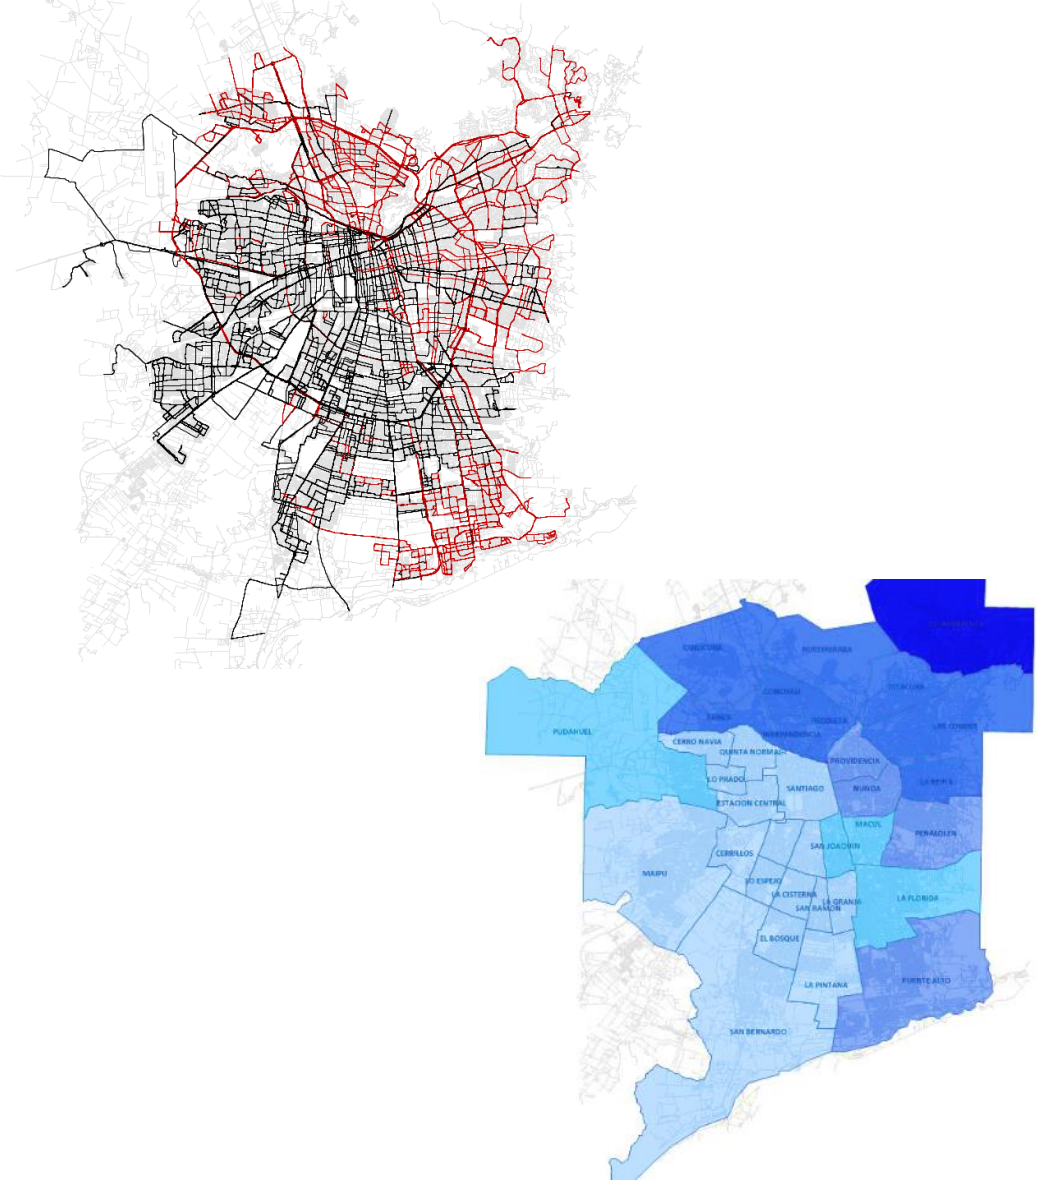 QUILICURA
HUECHURABA
CONCHALI
VITACURA
RENCA
RECOLETA
LAS CONDES
PUDAHUEL
INDEPENDENCIA
CERRO NAVIA
QUINTA NORMAL
PROVIDENCIA
LO PRADO
LA REINA
SANTIAGO
NUNOA
ESTACION CENTRAL
MACUL
PENALOLEN
SAN JOAQUIN
CERRILLOS
MAIPU
LO ESPEJO
LA CISTERNA
LA GRANJA
LA FLORIDA
SAN RAMON
EL BOSQUE
PUENTE ALTO
LA PINTANA
SAN BERNARDO